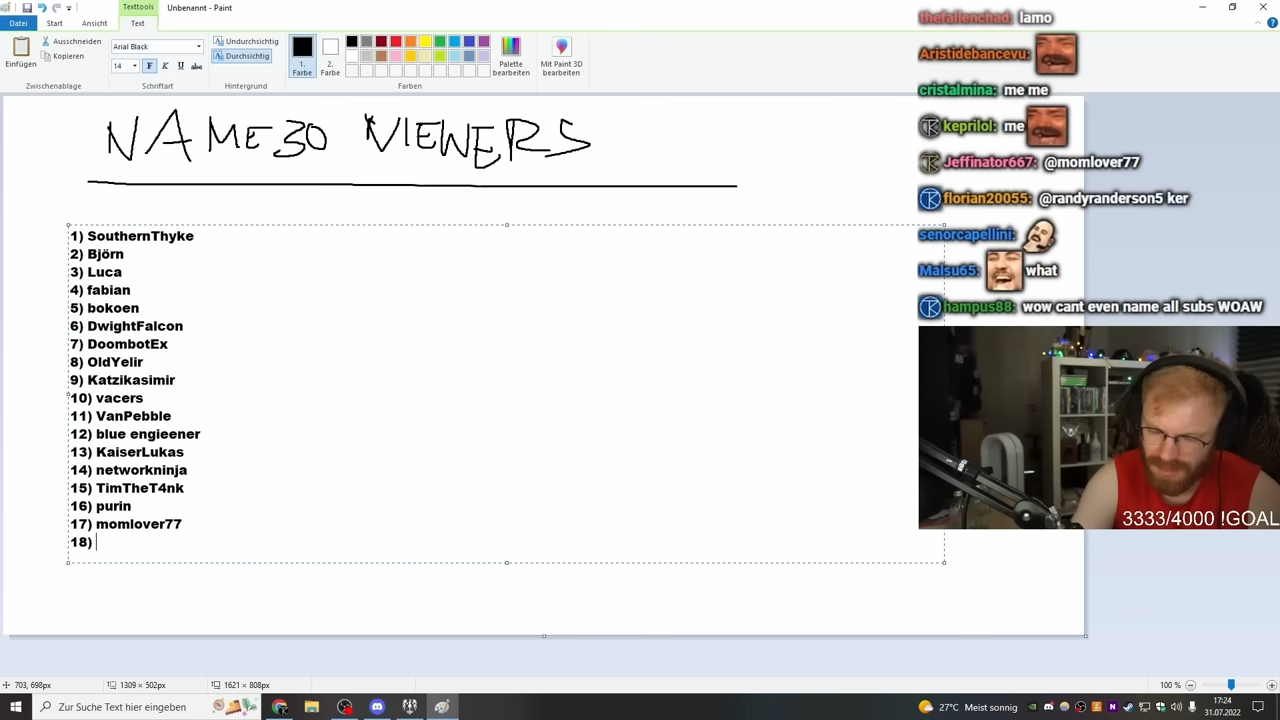 Texttools
Unbenannt - Paint
Datei
Start
Ansicht
Text
Einfügen
Ausschneiden
Kopieren
Zwischenablage
Arial Black
14
F K U abc
Schriftart
Undurchsichtig
Durchsichtig
Hintergrund
1.
Farbe
2.
Farbe
Farben
Palette
bearbeiten
Mit Paint 3D
bearbeiten
NAME 30 VIEWERS
1) SouthernThyke
2) Björn
3) Luca
4) fabian
5) bokoen
6) DwightFalcon
7) DoombotEx
8) OldYelir
9) Katzikasimir
10) vacers
11) VanPebble
12) blue engieener
13) KaiserLukas
14) networkninja
15) TimTheT4nk
16) purin
17) momlover77
18)
thefallenchad: lamo
Aristidebancevu:
cristalmina: me me
keprilol: me
Jeffinator667: @momlover77
florian20055: @randyranderson5 ker
senorcapellini:
Malsu65: what
hampus88: wow cant even name all subs WOAW
3333/4000 !GOAL
703, 698px
1309 × 502px
1621 × 808px
100 %
Zur Suche Text hier eingeben
27°C Meist sonnig
17:24
31.07.2022